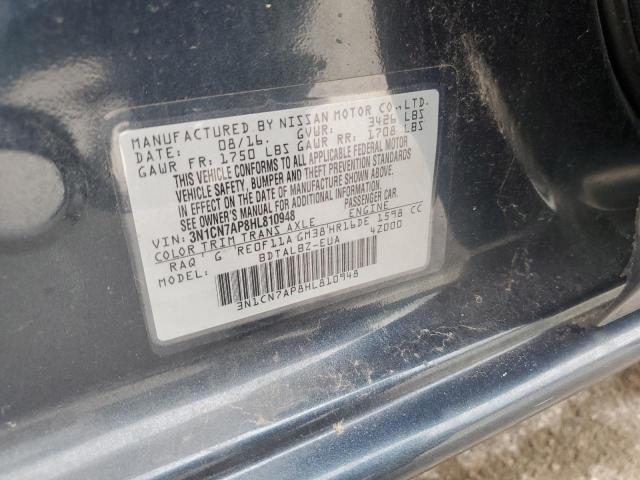 MANUFACTURED BY NISSAN MOTOR CO., LTD.
DATE: 08/16. GVWR: 3426 LBS
GAWR FR: 1750 LBS GAWR RR: 1708 LBS
THIS VEHICLE CONFORMS TO ALL APPLICABLE FEDERAL MOTOR
VEHICLE SAFETY, BUMPER AND THEFT PREVENTION STANDARDS
IN EFFECT ON THE DATE OF MANUFACTURE SHOWN ABOVE.
SEE OWNER'S MANUAL FOR ADDITIONAL INFORMATION
VIN: 3N1CN7AP8HL810948 PASSENGER CAR.
COLOR TRIM TRANS AXLE ENGINE
RAQ G RE0F11A GM38 HR16DE 1598 CC
MODEL: BDTALBZ-EUA 4Z000
3N1CN7AP8HL810948